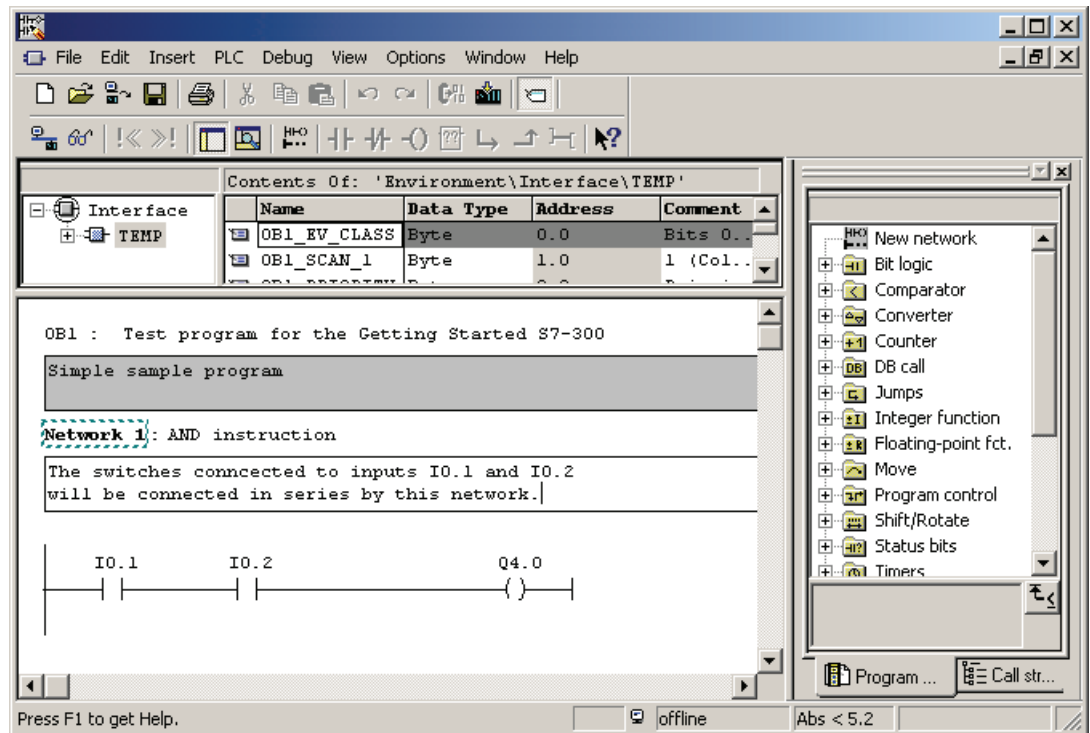 File Edit Insert PLC Debug View Options Window Help
Contents Of: 'Environment\Interface\TEMP'
Interface
TEMP
Name Data Type Address Comment
OB1_EV_CLASS Byte 0.0 Bits 0..
OB1_SCAN_1 Byte 1.0 1 (Col..
OB1 : Test program for the Getting Started S7-300
Simple sample program
Network 1: AND instruction
The switches conncected to inputs I0.1 and I0.2
will be connected in series by this network.
I0.1 I0.2 Q4.0
New network
Bit logic
Comparator
Converter
Counter
DB call
Jumps
Integer function
Floating-point fct.
Move
Program control
Shift/Rotate
Status bits
Timers
Program ... Call str...
Press F1 to get Help. offline Abs < 5.2